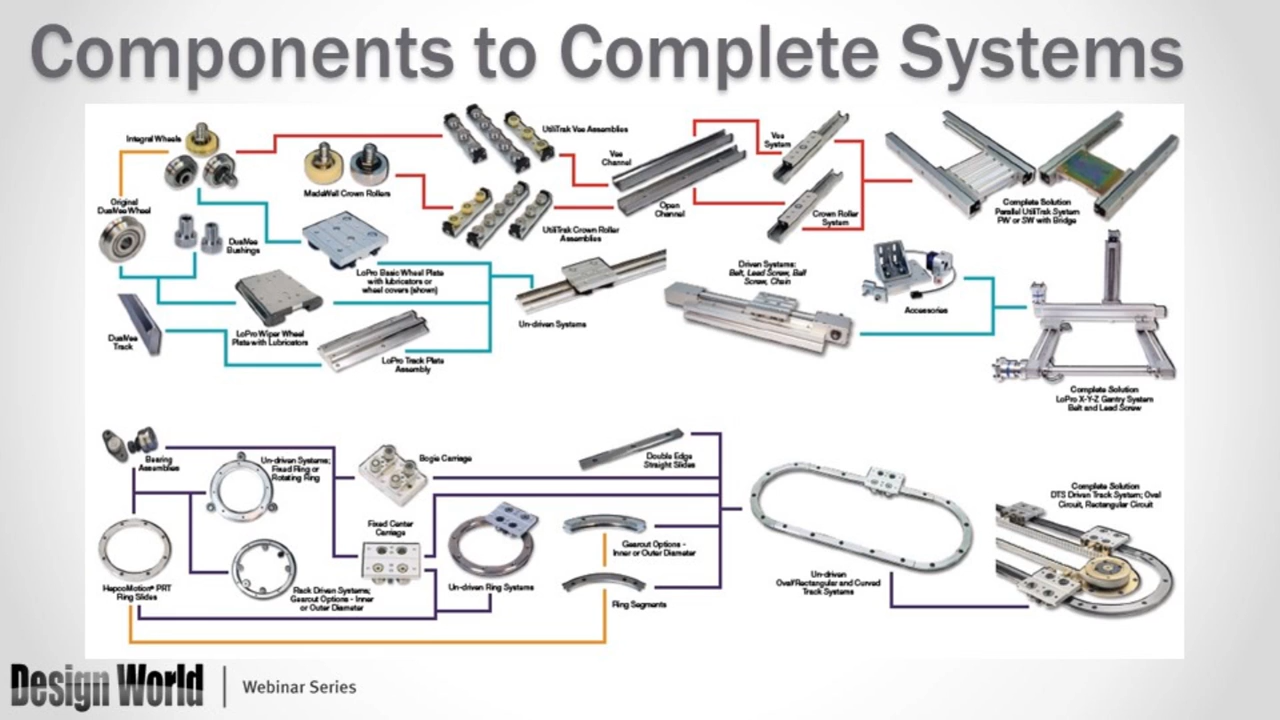 Components to Complete Systems
Integral Wheels
UtiliTrak Vee Assemblies
Vee
Channel
Vee
System
MadeWell Crown Rollers
Original
DualVee Wheel
Open
Channel
Crown Roller
System
Complete Solution
Parallel UtiliTrak System
PW or SW with Bridge
UtiliTrak Crown Roller
Assemblies
DualVee
Bushings
LoPro Basic Wheel Plate
with lubricators or
wheel covers (shown)
Driven Systems:
Belt, Lead Screw, Ball
Screw, Chain
Accessories
Un-driven Systems
DualVee
Track
LoPro Wiper Wheel
Plate with Lubricators
LoPro Track Plate
Assembly
Complete Solution
LoPro X-Y-Z Gantry System
Belt and Lead Screw
Bearing
Assemblies
Un-driven Systems;
Fixed Ring or
Rotating Ring
Bogie Carriage
Double Edge
Straight Slides
Complete Solution
DTS Driven Track System; Oval
Circuit, Rectangular Circuit
Fixed Center
Carriage
Gearcut Options -
Inner or Outer Diameter
HepcoMotion® PRT
Ring Slides
Rack Driven Systems;
Gearcut Options - Inner
or Outer Diameter
Un-driven Ring Systems
Ring Segments
Un-driven
Oval/Rectangular and Curved
Track Systems
Design World
Webinar Series